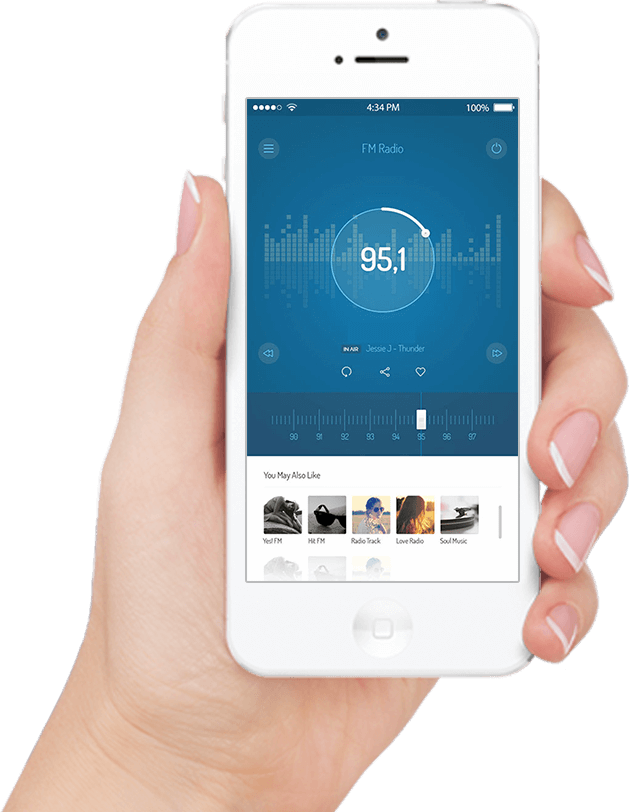 4:34 PM 100%
FM Radio
95,1
IN AIR Jessie J - Thunder
90 91 92 93 94 95 96 97
You May Also Like
Yes! FM Hit FM Radio Track Love Radio Soul Music